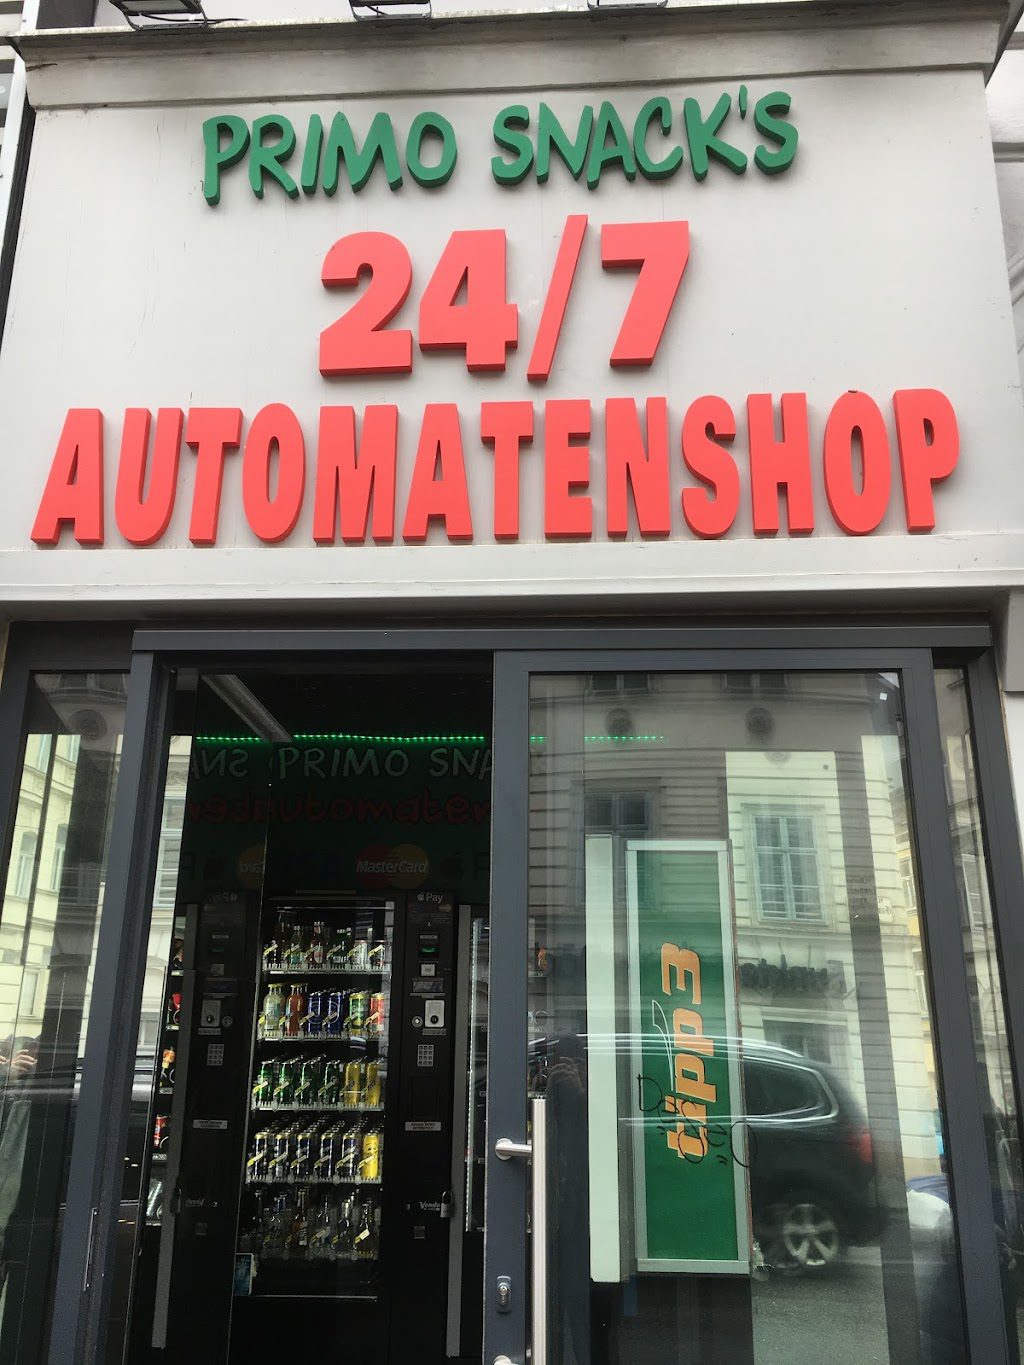 PRIMO SNACK'S
24/7
AUTOMATENSHOP
PRIMO SNA
MasterCard
Pay
tipp3